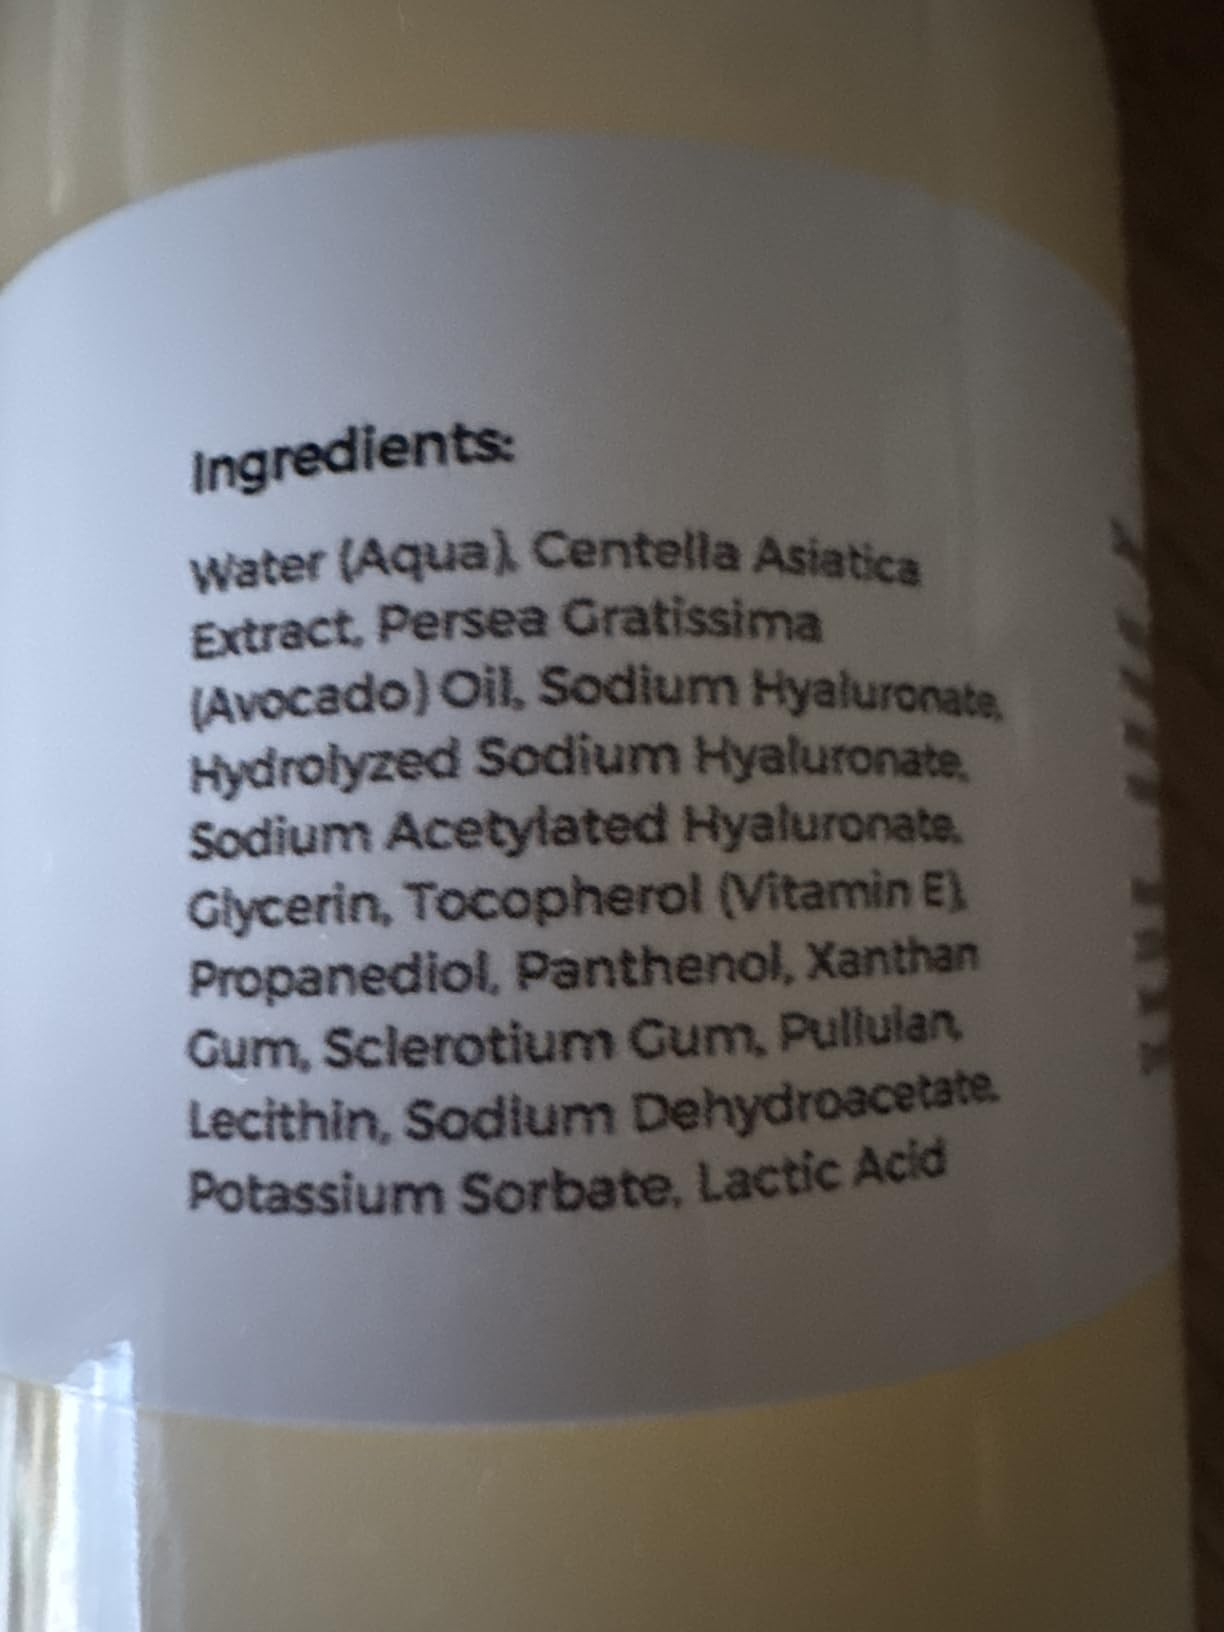 Ingredients:
Water (Aqua), Centella Asiatica
Extract, Persea Gratissima
(Avocado) Oil, Sodium Hyaluronate,
Hydrolyzed Sodium Hyaluronate,
Sodium Acetylated Hyaluronate,
Glycerin, Tocopherol (Vitamin E),
Propanediol, Panthenol, Xanthan
Gum, Sclerotium Gum, Pullulan,
Lecithin, Sodium Dehydroacetate,
Potassium Sorbate, Lactic Acid